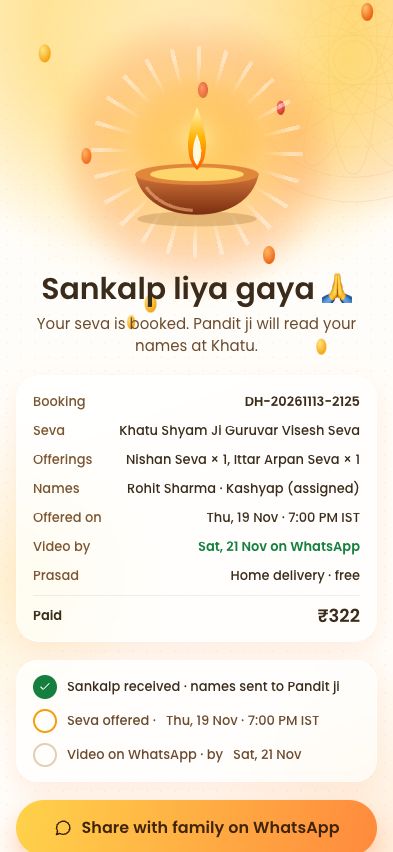 Sankalp liya gaya 🙏
Your seva is booked. Pandit ji will read your
names at Khatu.
Booking DH-20261113-2125
Seva Khatu Shyam Ji Guruvar Visesh Seva
Offerings Nishan Seva × 1, Ittar Arpan Seva × 1
Names Rohit Sharma · Kashyap (assigned)
Offered on Thu, 19 Nov · 7:00 PM IST
Video by Sat, 21 Nov on WhatsApp
Prasad Home delivery · free
Paid ₹322
Sankalp received · names sent to Pandit ji
Seva offered · Thu, 19 Nov · 7:00 PM IST
Video on WhatsApp · by Sat, 21 Nov
Share with family on WhatsApp